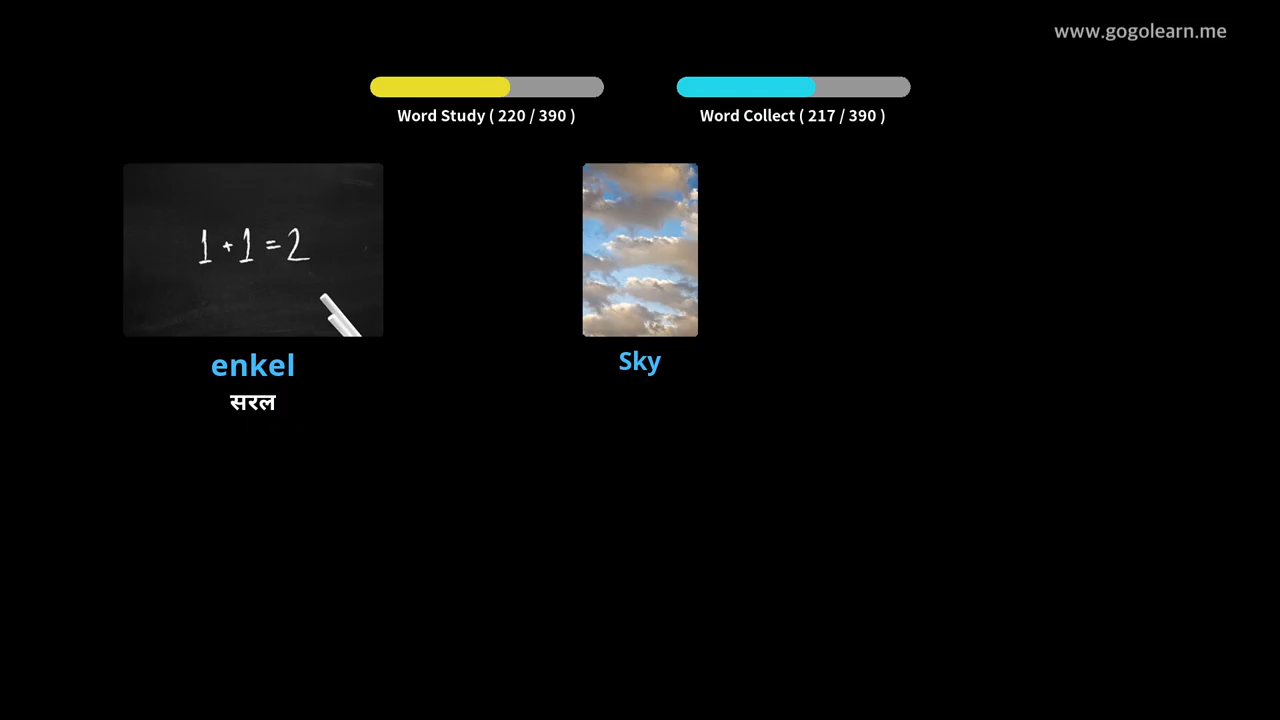 www.gogolearn.me
Word Study ( 220 / 390 )
Word Collect ( 217 / 390 )
1 + 1 = 2
enkel
सरल
Sky